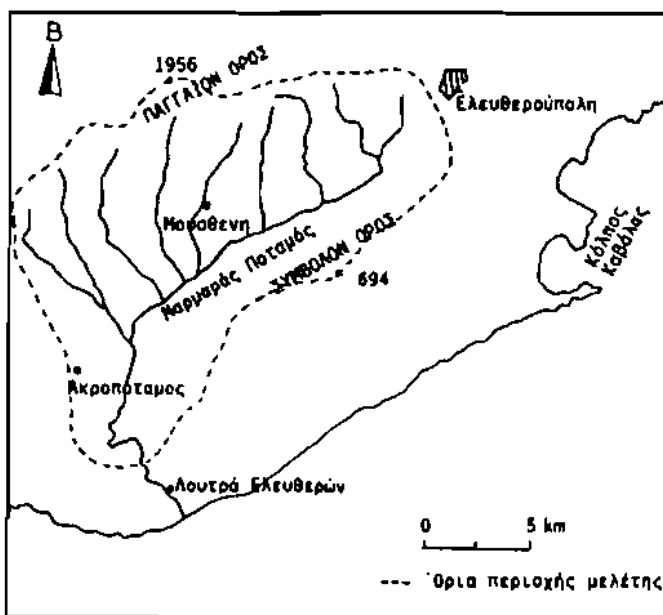 Β
1956
ΠΑΓΓΑΙΟΝ ΟΡΟΣ
Ελευθερούπολη
Μουσθενη
Κόλπος
Καβάλας
Μαρμαράς Ποταμός
ΣΥΜΒΟΛΟΝ ΟΡΟΣ
694
Ακροπόταμος
Λουτρά Ελευθερών
0 5 km
--- Όρια περιοχής μελέτης